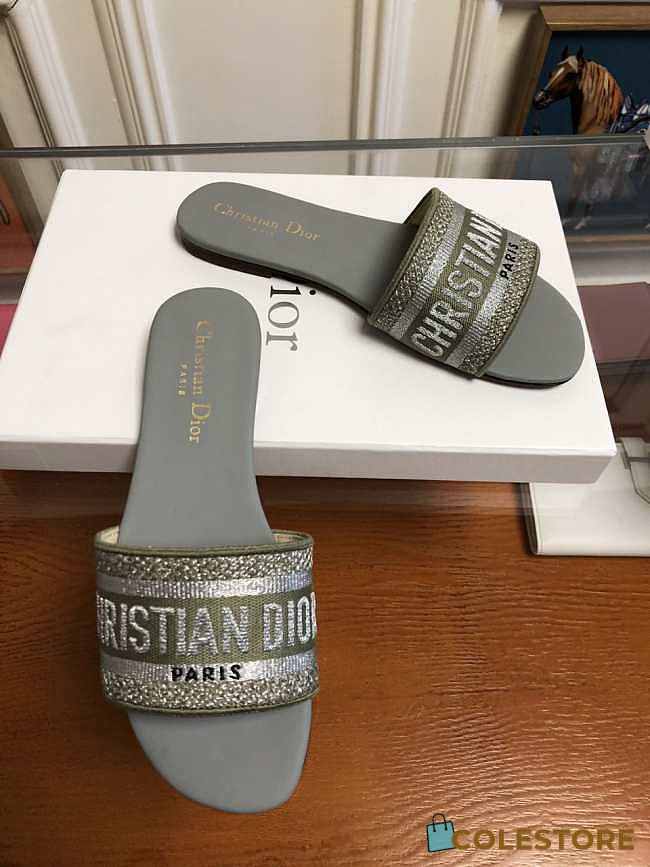 Christian Dior
PARIS
CHRISTIAN
PARIS
Dior
Christian Dior
PARIS
CHRISTIAN DIOR
PARIS
COLESTORE